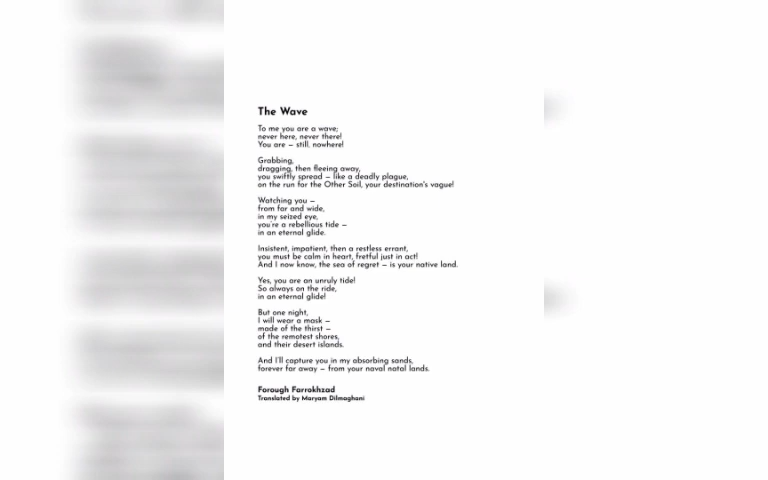 The Wave
To me you are a wave;
never here, never there!
You are – still. nowhere!
Grabbing,
dragging, then fleeing away,
you swiftly spread – like a deadly plague,
on the run for the Other Soil, your destination's vague!
Watching you –
from far and wide,
in my seized eye,
you're a rebellious tide –
in an eternal glide.
Insistent, impatient, then a restless errant,
you must be calm in heart, fretful just in act!
And I now know, the sea of regret – is your native land.
Yes, you are an unruly tide!
So always on the ride,
in an eternal glide!
But one night,
I will wear a mask –
made of the thirst –
of the remotest shores,
and their desert islands.
And I'll capture you in my absorbing sands,
forever far away – from your naval natal lands.
Forough Farrokhzad
Translated by Maryam Dilmaghani